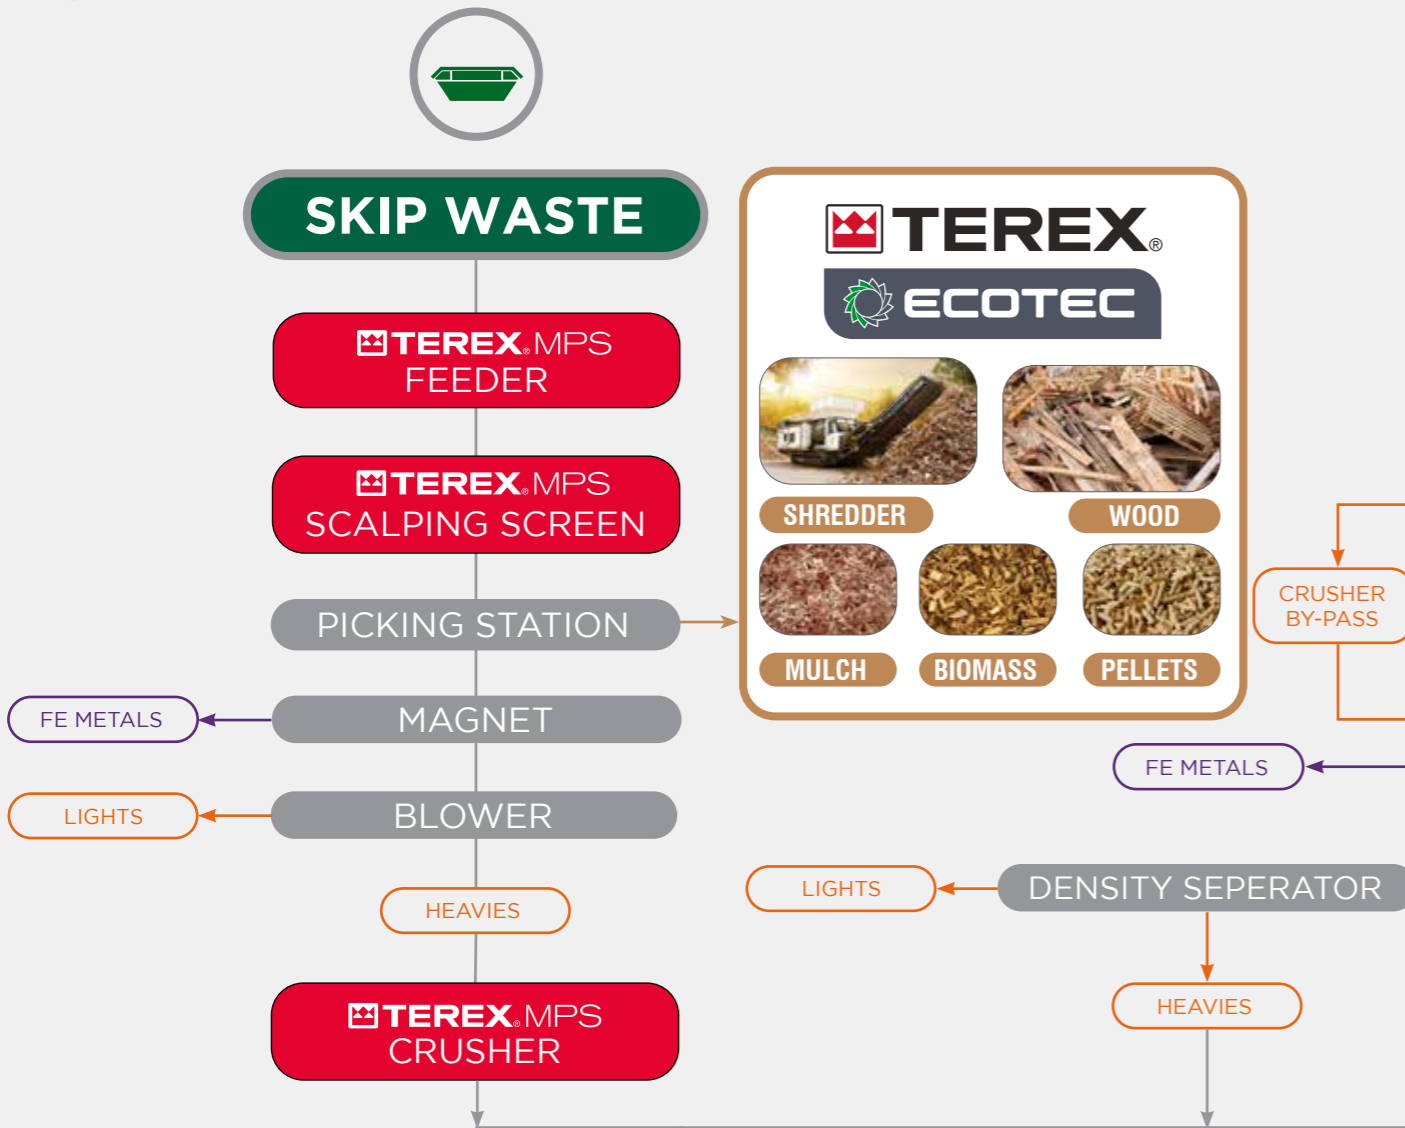 SKIP WASTE
TEREX® MPS
FEEDER
TEREX® MPS
SCALPING SCREEN
PICKING STATION
MAGNET
FE METALS
BLOWER
LIGHTS
HEAVIES
TEREX® MPS
CRUSHER
TEREX®
ECOTEC
SHREDDER
WOOD
MULCH
BIOMASS
PELLETS
CRUSHER
BY-PASS
FE METALS
LIGHTS
DENSITY SEPERATOR
HEAVIES